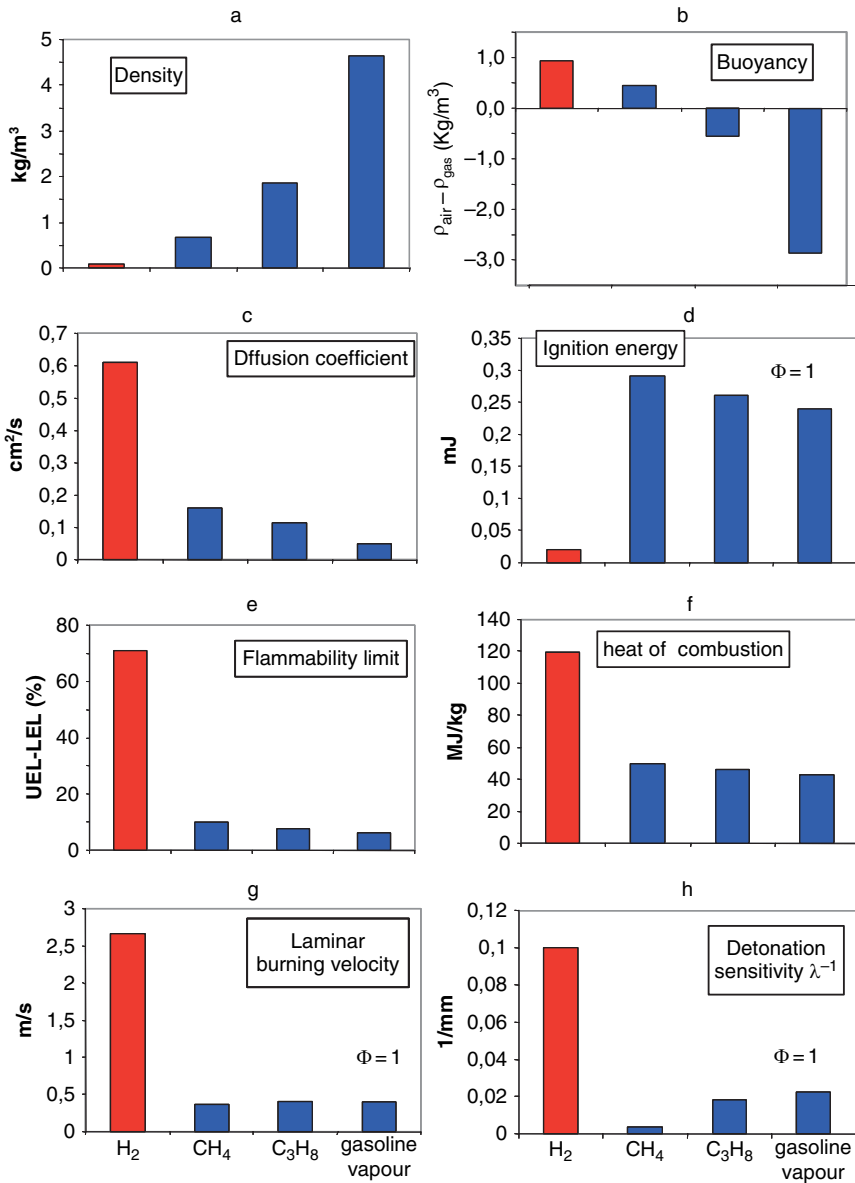 a
5
4
3
2
1
0
kg/m³
Density
b
1,0
0,0
−1,0
−2,0
−3,0
ρair − ρgas (Kg/m³)
Buoyancy
c
0,7
0,6
0,5
0,4
0,3
0,2
0,1
0
cm²/s
Dffusion coefficient
d
0,35
0,3
0,25
0,2
0,15
0,1
0,05
0
mJ
Ignition energy
Φ = 1
e
80
70
60
50
40
30
20
10
0
UEL-LEL (%)
Flammability limit
f
140
120
100
80
60
40
20
0
MJ/kg
heat of combustion
g
3
2,5
2
1,5
1
0,5
0
m/s
Laminar
burning velocity
Φ = 1
H₂
CH₄
C₃H₈
gasoline
vapour
h
0,12
0,1
0,08
0,06
0,04
0,02
0
1/mm
Detonation
sensitivity λ⁻¹
Φ = 1
H₂
CH₄
C₃H₈
gasoline
vapour